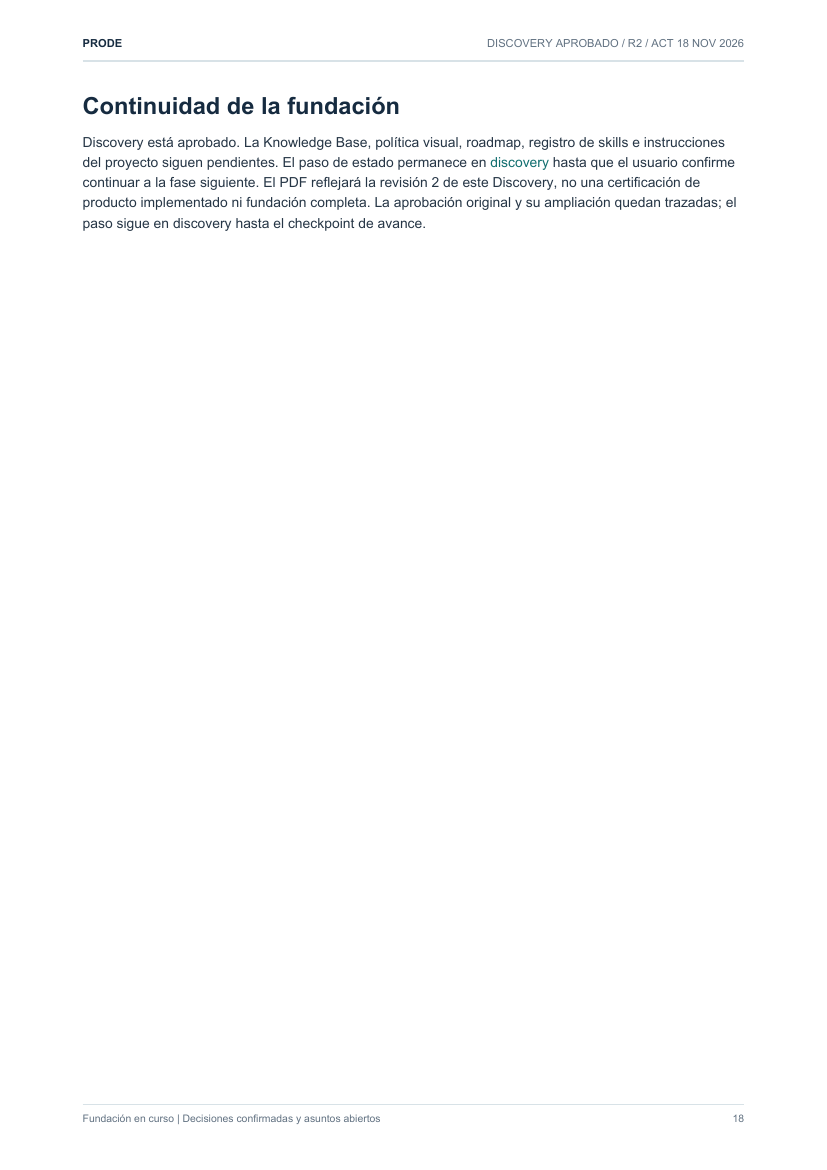 PRODE
DISCOVERY APROBADO / R2 / ACT 18 NOV 2026
Continuidad de la fundación
Discovery está aprobado. La Knowledge Base, política visual, roadmap, registro de skills e instrucciones
del proyecto siguen pendientes. El paso de estado permanece en discovery hasta que el usuario confirme
continuar a la fase siguiente. El PDF reflejará la revisión 2 de este Discovery, no una certificación de
producto implementado ni fundación completa. La aprobación original y su ampliación quedan trazadas; el
paso sigue en discovery hasta el checkpoint de avance.
Fundación en curso | Decisiones confirmadas y asuntos abiertos
18